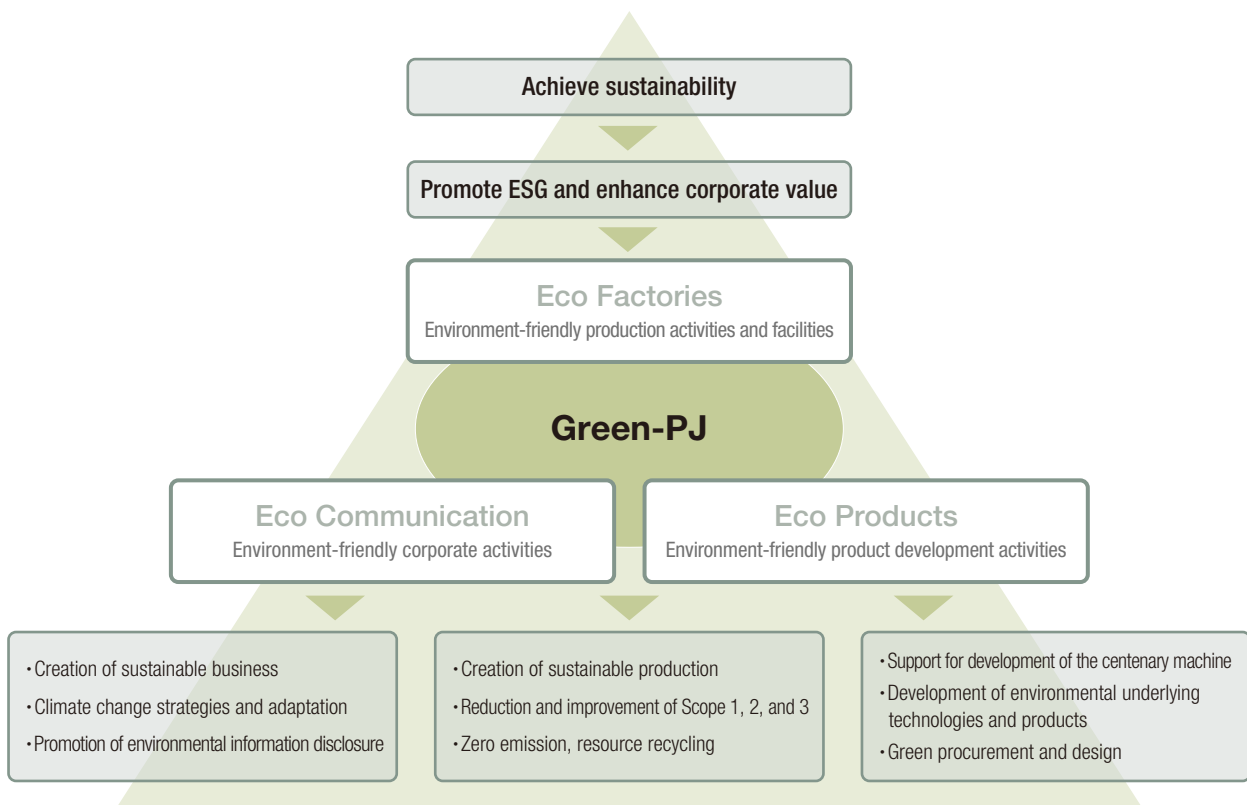 Achieve sustainability
Promote ESG and enhance corporate value
Eco Factories
Environment-friendly production activities and facilities
Green-PJ
Eco Communication
Environment-friendly corporate activities
Eco Products
Environment-friendly product development activities
・Creation of sustainable business
・Climate change strategies and adaptation
・Promotion of environmental information disclosure
・Creation of sustainable production
・Reduction and improvement of Scope 1, 2, and 3
・Zero emission, resource recycling
・Support for development of the centenary machine
・Development of environmental underlying
technologies and products
・Green procurement and design